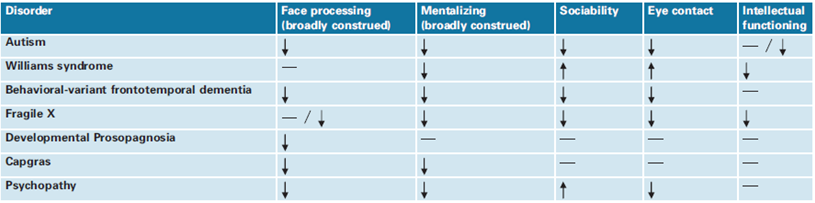 Disorder Face processing Mentalizing Sociability Eye contact Intellectual
(broadly construed) (broadly construed) functioning
Autism ↓ ↓ ↓ ↓ — / ↓
Williams syndrome — ↓ ↑ ↑ ↓
Behavioral-variant frontotemporal dementia ↓ ↓ ↓ ↓ —
Fragile X — / ↓ ↓ ↓ ↓ ↓
Developmental Prosopagnosia ↓ — — — —
Capgras ↓ ↓ — — —
Psychopathy ↓ ↓ ↑ ↓ —